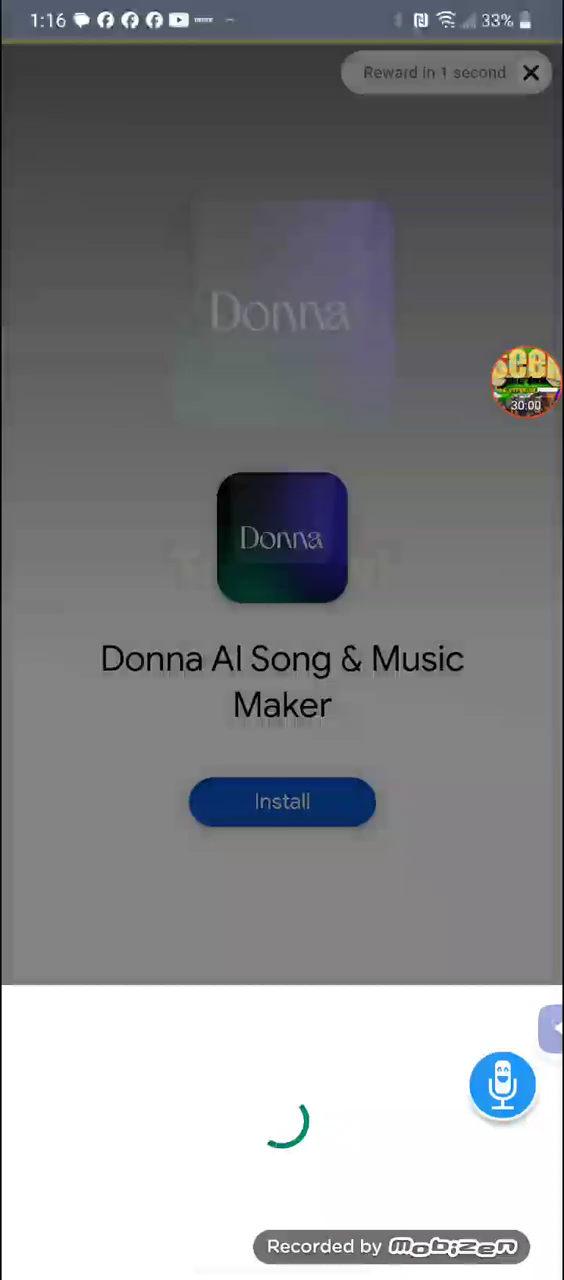 1:16
33%
Reward in 1 second
Donna
30:00
Donna
Donna AI Song & Music
Maker
Install
Recorded by mobizen